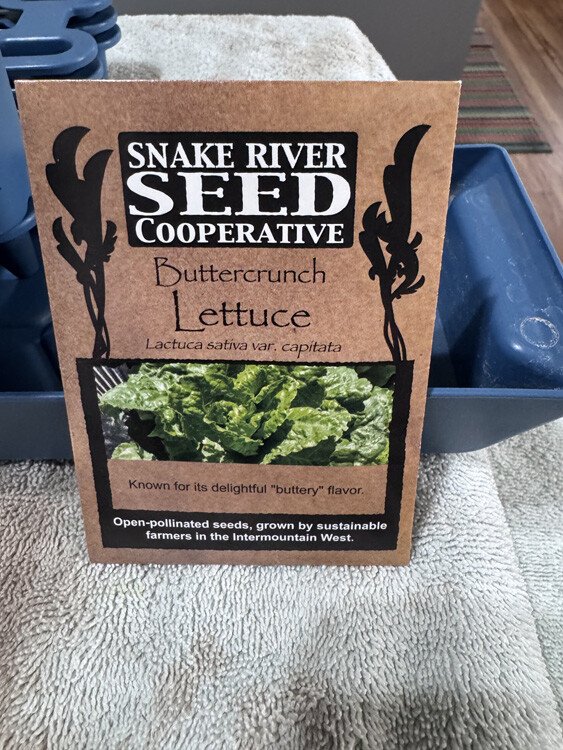 SNAKE RIVER
SEED
COOPERATIVE
Buttercrunch
Lettuce
Lactuca sativa var. capitata
Known for its delightful "buttery" flavor.
Open-pollinated seeds, grown by sustainable
farmers in the Intermountain West.